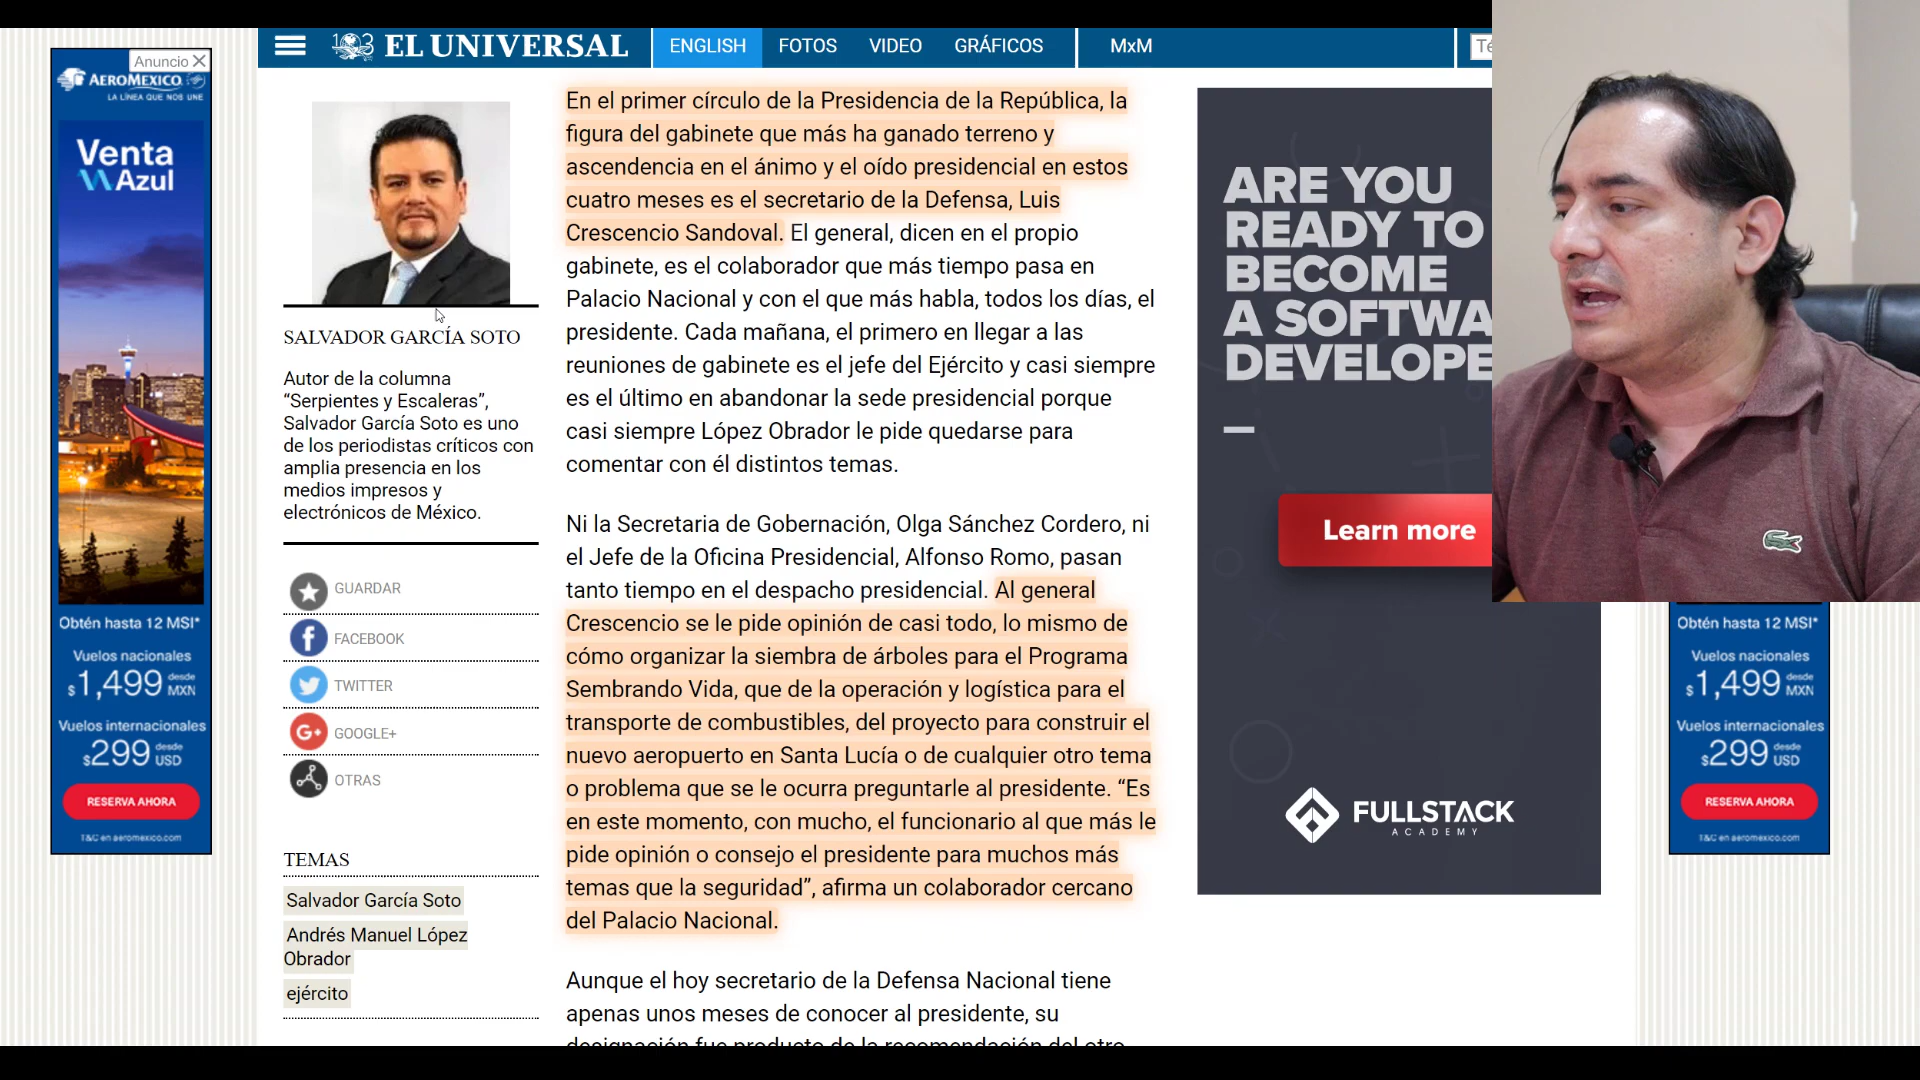 Anuncio
AEROMEXICO
LA LÍNEA QUE NOS UNE
Venta
Azul
Obtén hasta 12 MSI*
Vuelos nacionales
$1,499 desde MXN
Vuelos internacionales
$299 desde USD
RESERVA AHORA
T&C en aeromexico.com
103 EL UNIVERSAL
ENGLISH
FOTOS
VIDEO
GRÁFICOS
MxM
Te
SALVADOR GARCÍA SOTO
Autor de la columna
“Serpientes y Escaleras”,
Salvador García Soto es uno
de los periodistas críticos con
amplia presencia en los
medios impresos y
electrónicos de México.
GUARDAR
FACEBOOK
TWITTER
GOOGLE+
OTRAS
TEMAS
Salvador García Soto
Andrés Manuel López
Obrador
ejército
En el primer círculo de la Presidencia de la República, la
figura del gabinete que más ha ganado terreno y
ascendencia en el ánimo y el oído presidencial en estos
cuatro meses es el secretario de la Defensa, Luis
Crescencio Sandoval. El general, dicen en el propio
gabinete, es el colaborador que más tiempo pasa en
Palacio Nacional y con el que más habla, todos los días, el
presidente. Cada mañana, el primero en llegar a las
reuniones de gabinete es el jefe del Ejército y casi siempre
es el último en abandonar la sede presidencial porque
casi siempre López Obrador le pide quedarse para
comentar con él distintos temas.
Ni la Secretaria de Gobernación, Olga Sánchez Cordero, ni
el Jefe de la Oficina Presidencial, Alfonso Romo, pasan
tanto tiempo en el despacho presidencial. Al general
Crescencio se le pide opinión de casi todo, lo mismo de
cómo organizar la siembra de árboles para el Programa
Sembrando Vida, que de la operación y logística para el
transporte de combustibles, del proyecto para construir el
nuevo aeropuerto en Santa Lucía o de cualquier otro tema
o problema que se le ocurra preguntarle al presidente. “Es
en este momento, con mucho, el funcionario al que más le
pide opinión o consejo el presidente para muchos más
temas que la seguridad”, afirma un colaborador cercano
del Palacio Nacional.
Aunque el hoy secretario de la Defensa Nacional tiene
apenas unos meses de conocer al presidente, su
designación fue producto de la recomendación del otro
ARE YOU
READY TO
BECOME
A SOFTWA
DEVELOPE
Learn more
FULLSTACK
ACADEMY
Obtén hasta 12 MSI*
Vuelos nacionales
$1,499 desde MXN
Vuelos internacionales
$299 desde USD
RESERVA AHORA
T&C en aeromexico.com